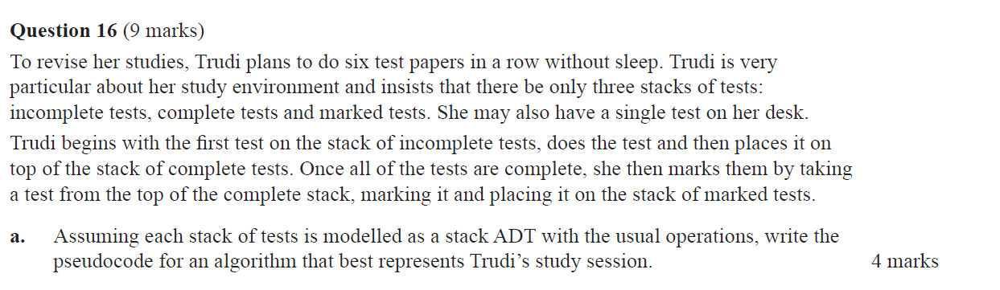 Question 16 (9 marks)
To revise her studies, Trudi plans to do six test papers in a row without sleep. Trudi is very
particular about her study environment and insists that there be only three stacks of tests:
incomplete tests, complete tests and marked tests. She may also have a single test on her desk.
Trudi begins with the first test on the stack of incomplete tests, does the test and then places it on
top of the stack of complete tests. Once all of the tests are complete, she then marks them by taking
a test from the top of the complete stack, marking it and placing it on the stack of marked tests.
a. Assuming each stack of tests is modelled as a stack ADT with the usual operations, write the
pseudocode for an algorithm that best represents Trudi’s study session. 4 marks